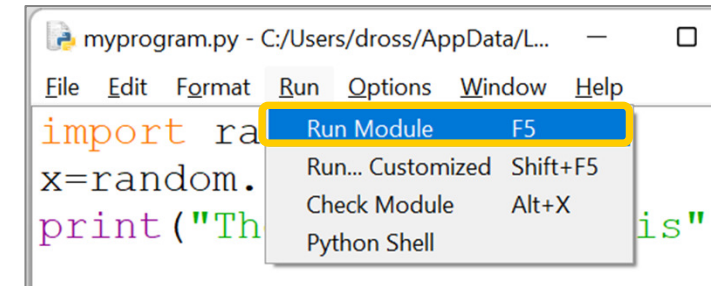 myprogram.py - C:/Users/dross/AppData/L...
File Edit Format Run Options Window Help
import ra
Run Module F5
x=random.
Run... Customized Shift+F5
Check Module Alt+X
print("Th is"
Python Shell